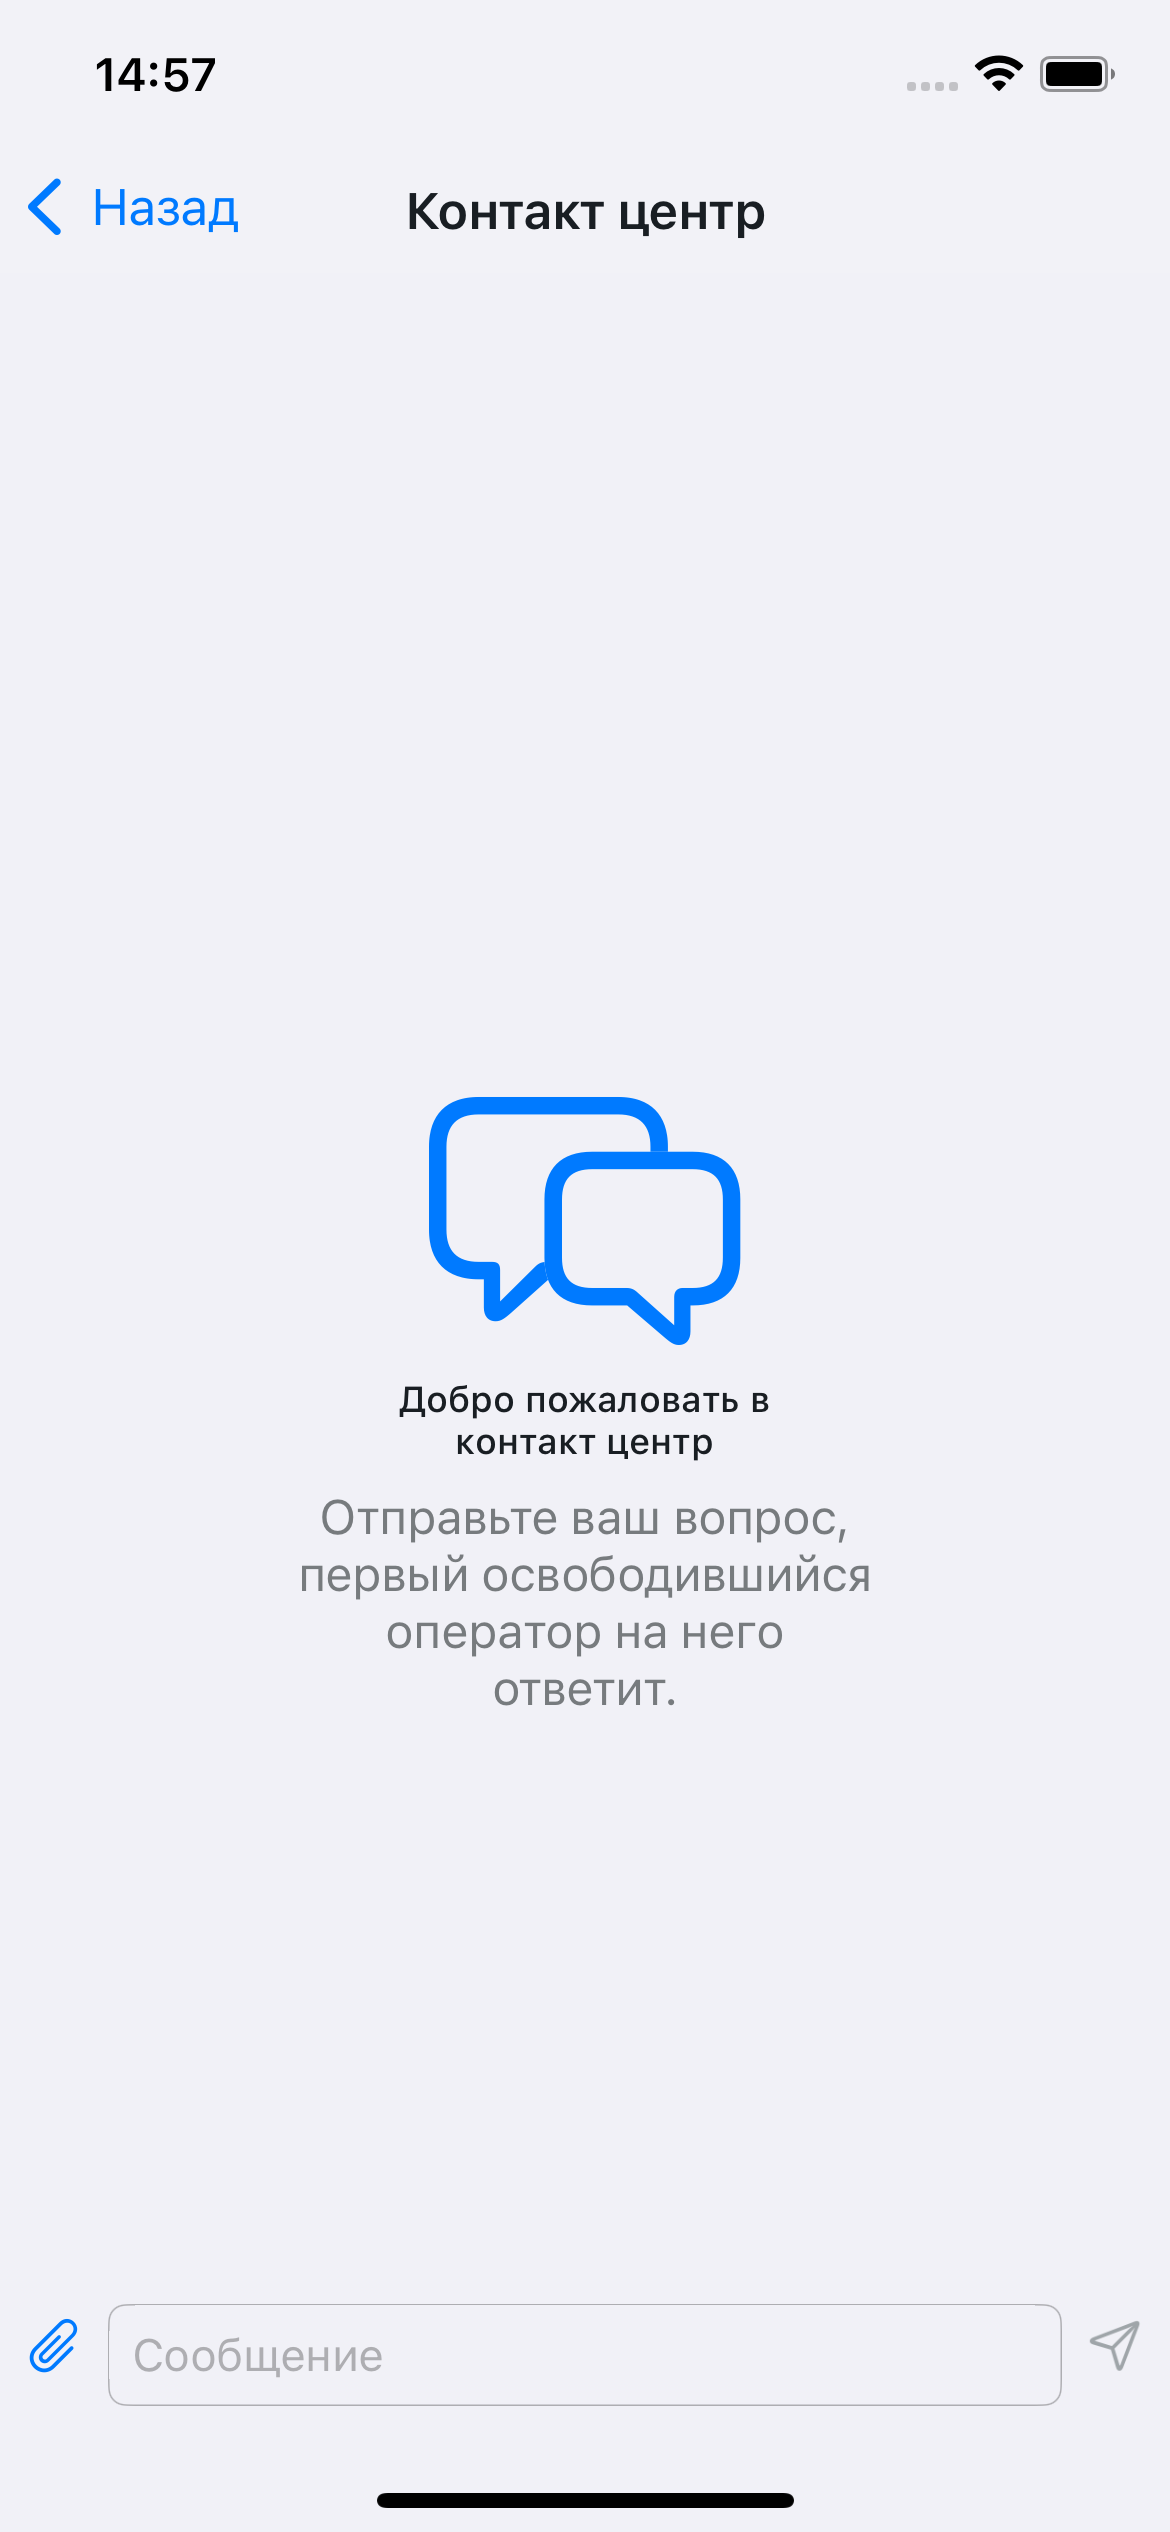 14:57
Назад
Контакт центр
Добро пожаловать в
контакт центр
Отправьте ваш вопрос,
первый освободившийся
оператор на него
ответит.
Сообщение